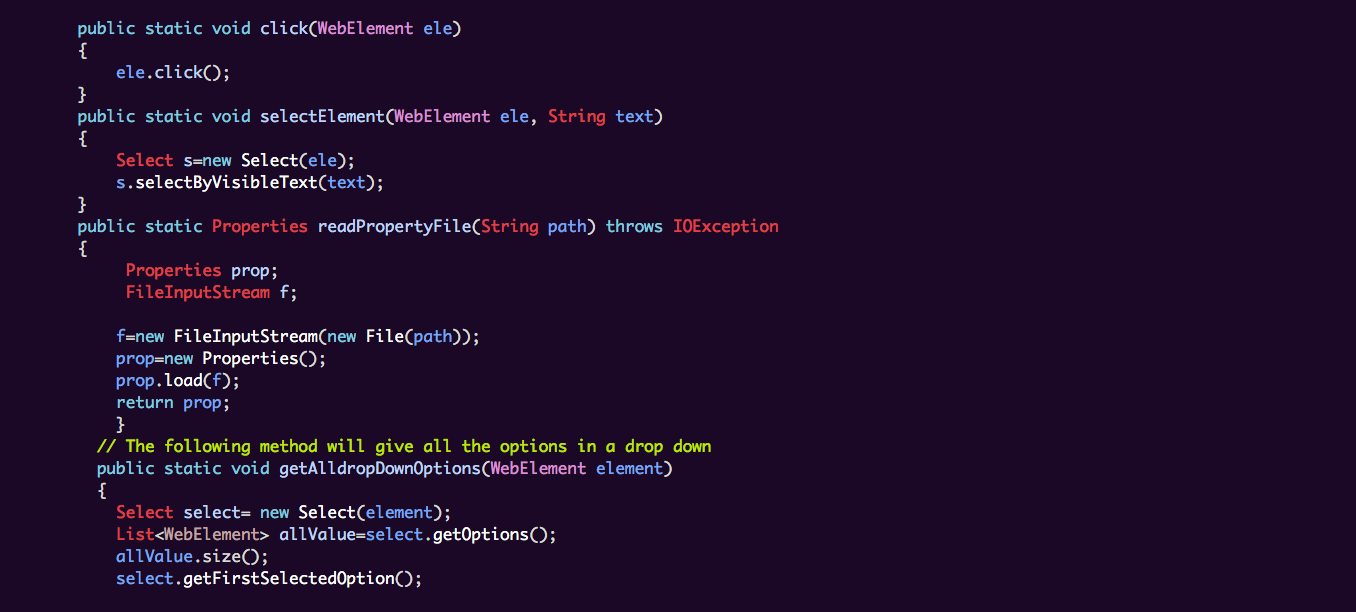 public static void click(WebElement ele)
{
ele.click();
}
public static void selectElement(WebElement ele, String text)
{
Select s=new Select(ele);
s.selectByVisibleText(text);
}
public static Properties readPropertyFile(String path) throws IOException
{
Properties prop;
FileInputStream f;
f=new FileInputStream(new File(path));
prop=new Properties();
prop.load(f);
return prop;
}
// The following method will give all the options in a drop down
public static void getAlldropDownOptions(WebElement element)
{
Select select= new Select(element);
List<WebElement> allValue=select.getOptions();
allValue.size();
select.getFirstSelectedOption();